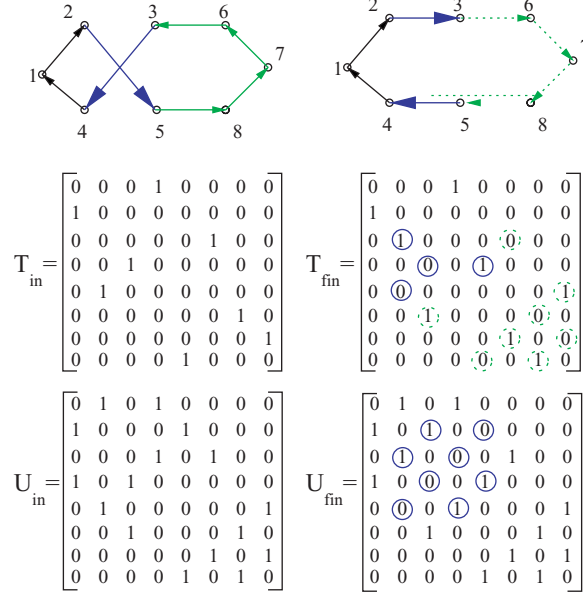 2 3 6
1 7
4 5 8
2 3 6
1
4 5 8
T_in =
0 0 0 1 0 0 0 0
1 0 0 0 0 0 0 0
0 0 0 0 0 1 0 0
0 0 1 0 0 0 0 0
0 1 0 0 0 0 0 0
0 0 0 0 0 0 1 0
0 0 0 0 0 0 0 1
0 0 0 0 1 0 0 0
T_fin =
0 0 0 1 0 0 0 0
1 0 0 0 0 0 0 0
0 1 0 0 0 0 0 0
0 0 0 0 1 0 0 0
0 0 0 0 0 0 0 1
0 0 1 0 0 0 0 0
0 0 0 0 0 1 0 0
0 0 0 0 0 0 1 0
U_in =
0 1 0 1 0 0 0 0
1 0 0 0 1 0 0 0
0 0 0 1 0 1 0 0
1 0 1 0 0 0 0 0
0 1 0 0 0 0 0 1
0 0 1 0 0 0 1 0
0 0 0 0 0 1 0 1
0 0 0 0 1 0 1 0
U_fin =
0 1 0 1 0 0 0 0
1 0 1 0 0 0 0 0
0 1 0 0 0 1 0 0
1 0 0 0 1 0 0 0
0 0 0 1 0 0 0 1
0 0 1 0 0 0 1 0
0 0 0 0 0 1 0 1
0 0 0 0 1 0 1 0